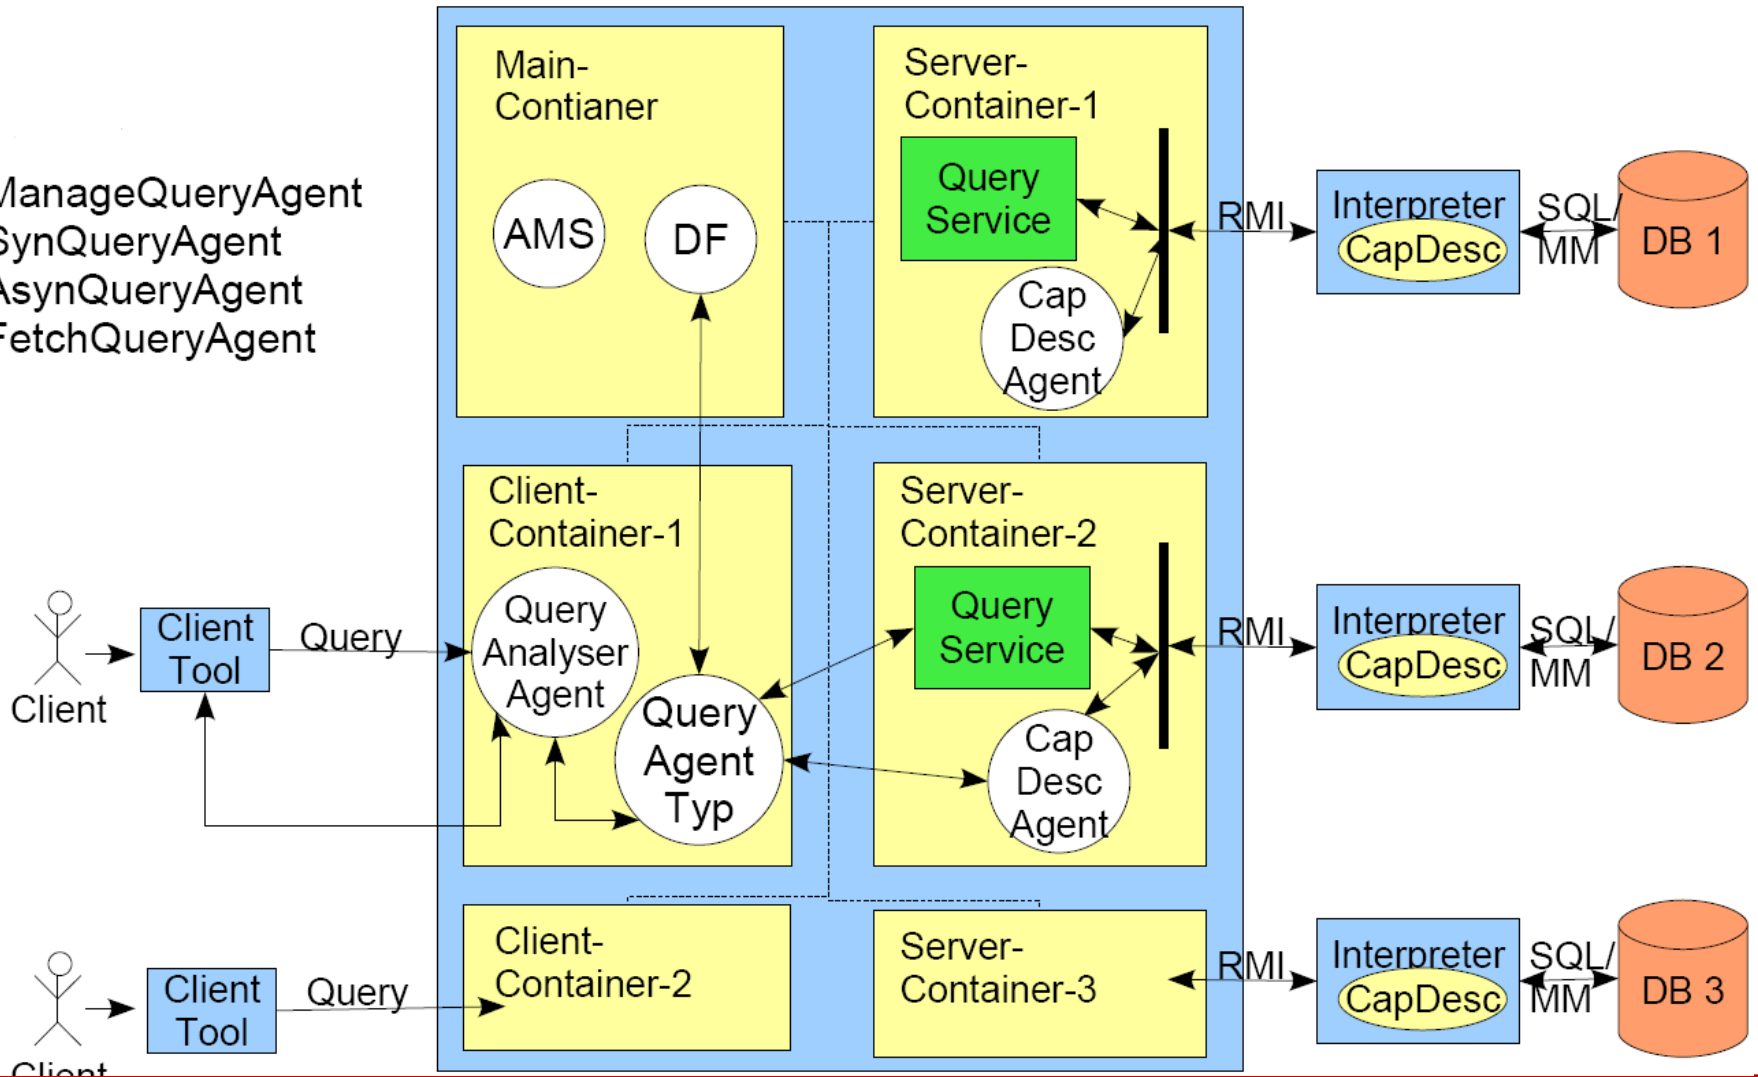 Main-
Contianer
AMS
DF
Server-
Container-1
Query
Service
Cap
Desc
Agent
RMI
Interpreter
CapDesc
SQL/
MM
DB 1
ManageQueryAgent
SynQueryAgent
AsynQueryAgent
FetchQueryAgent
Client-
Container-1
Query
Analyser
Agent
Query
Agent
Typ
Server-
Container-2
Query
Service
Cap
Desc
Agent
RMI
Interpreter
CapDesc
SQL/
MM
DB 2
Client
Client
Tool
Query
Client-
Container-2
Server-
Container-3
RMI
Interpreter
CapDesc
SQL/
MM
DB 3
Client
Tool
Query
Client